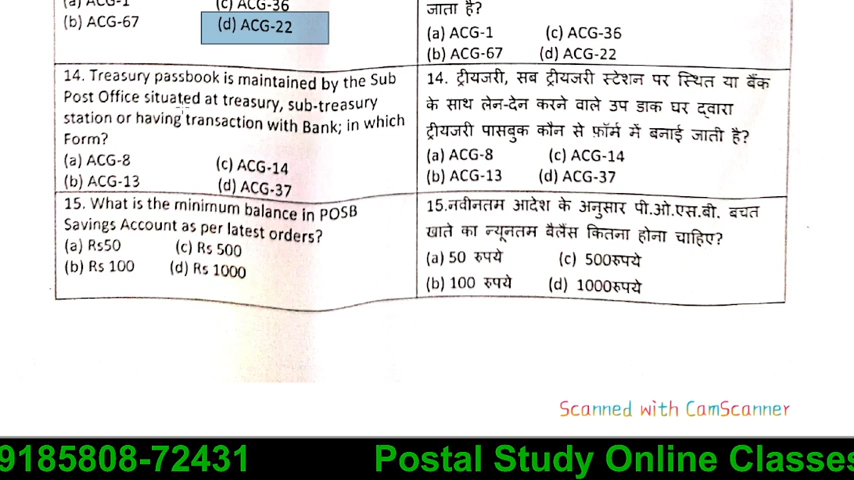 (a) ACG-1 (c) ACG-36
(b) ACG-67 (d) ACG-22
14. Treasury passbook is maintained by the Sub
Post Office situated at treasury, sub-treasury
station or having transaction with Bank; in which
Form?
(a) ACG-8 (c) ACG-14
(b) ACG-13 (d) ACG-37
15. What is the minimum balance in POSB
Savings Account as per latest orders?
(a) Rs50 (c) Rs 500
(b) Rs 100 (d) Rs 1000
जाता है?
(a) ACG-1 (c) ACG-36
(b) ACG-67 (d) ACG-22
14. ट्रीयजरी, सब ट्रीयजरी स्टेशन पर स्थित या बैंक
के साथ लेन-देन करने वाले उप डाक घर द्वारा
ट्रीयजरी पासबुक कौन से फ़ॉर्म में बनाई जाती है?
(a) ACG-8 (c) ACG-14
(b) ACG-13 (d) ACG-37
15.नवीनतम आदेश के अनुसार पी.ओ.एस.बी. बचत
खाते का न्यूनतम बैलेंस कितना होना चाहिए?
(a) 50 रुपये (c) 500रुपये
(b) 100 रुपये (d) 1000रुपये
Scanned with CamScanner
9185808-72431 Postal Study Online Classes